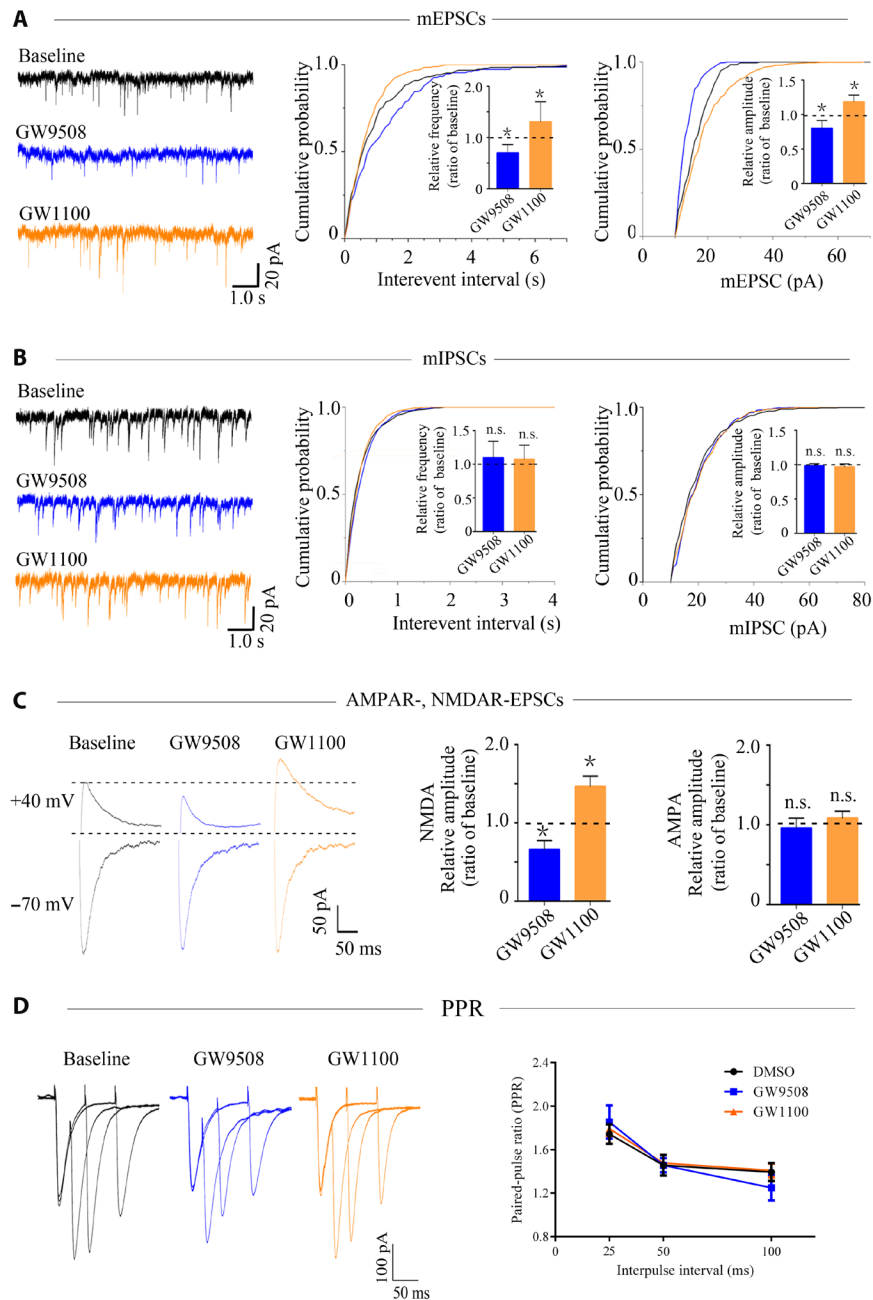 A
mEPSCs
Baseline
GW9508
GW1100
20 pA
1.0 s
Cumulative probability
1.0
0.5
0
0
2
4
6
Interevent interval (s)
Relative frequency
(ratio of baseline)
2.0
1.5
1.0
0.5
0
*
*
GW9508
GW1100
Cumulative probability
1.0
0.5
0
0
20
40
60
mEPSC (pA)
Relative amplitude
(ratio of baseline)
1.5
1.0
0.5
0
*
*
GW9508
GW1100
B
mIPSCs
Baseline
GW9508
GW1100
20 pA
1.0 s
Cumulative probability
1.0
0.5
0
0
1
2
3
4
Interevent interval (s)
Relative frequency
(ratio of baseline)
1.5
1.0
0.5
0
n.s.
n.s.
GW9508
GW1100
Cumulative probability
1.0
0.5
0
0
20
40
60
80
mIPSC (pA)
Relative amplitude
(ratio of baseline)
1.5
1.0
0.5
0
n.s.
n.s.
GW9508
GW1100
C
AMPAR-, NMDAR-EPSCs
Baseline
GW9508
GW1100
+40 mV
−70 mV
50 pA
50 ms
NMDA
Relative amplitude
(ratio of baseline)
2.0
1.0
0
*
*
GW9508
GW1100
AMPA
Relative amplitude
(ratio of baseline)
2.0
1.0
0
n.s.
n.s.
GW9508
GW1100
D
PPR
Baseline
GW9508
GW1100
100 pA
50 ms
Paired-pulse ratio (PPR)
2.4
2.0
1.6
1.2
0.8
0
25
50
100
Interpulse interval (ms)
DMSO
GW9508
GW1100